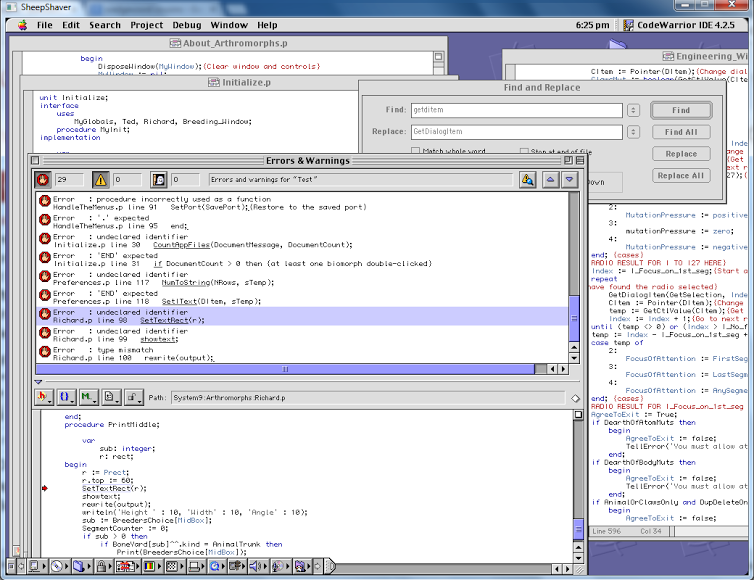 SheepShaver
File Edit Search Project Debug Window Help
6:25 pm
CodeWarrior IDE 4.2.5
About_Arthromorphs.p
begin
DisposeWindow(MyWindow);{Clear window and controls}
Initialize.p
unit Initialize;
interface
uses
MyGlobals, Ted, Richard, Breeding_Window;
procedure MyInit;
implementation
Find and Replace
Find: getditem
Find
Replace: GetDialogItem
Find All
Match whole word
Stop at end of file
Replace
Replace All
Errors & Warnings
29 0 0 Errors and warnings for "Test"
Error : procedure incorrectly used as a function
HandleTheMenus.p line 91 SetPort(SavePort);{Restore to the saved port}
Error : '.' expected
HandleTheMenus.p line 95 end;
Error : undeclared identifier
Initialize.p line 30 CountAppFiles(DocumentMessage, DocumentCount);
Error : 'END' expected
Initialize.p line 31 if DocumentCount > 0 then {at least one biomorph double-clicked}
Error : undeclared identifier
Preferences.p line 117 NumToString(NRows, sTemp);
Error : 'END' expected
Preferences.p line 118 SetIText(DItem, sTemp);
Error : undeclared identifier
Richard.p line 98 SetTextRect(r);
Error : undeclared identifier
Richard.p line 99 showtext;
Error : type mismatch
Richard.p line 100 rewrite(output);
Path: System9:Arthromorphs:Richard.p
end;
procedure PrintMiddle;
var
sub: integer;
r: rect;
begin
r := Prect;
r.top := 60;
SetTextRect(r);
showtext;
rewrite(output);
writeln('Height ' : 10, 'Width' : 10, 'Angle' : 10);
sub := BreedersChoice[MidBox];
SegmentCounter := 0;
if sub > 0 then
if BoneYard[sub]^^.kind = AnimalTrunk then
Print(BreedersChoice[MidBox]);
Engineering_Wi
CItem := Pointer(DItem);{Change dial
2:
MutationPressure := positive
3:
MutationPressure := zero;
4:
MutationPressure := negative
end; {cases}
RADIO RESULT FOR 1 TO 127 HERE}
Index := I_Focus_on_1st_seg;{Start a
repeat
have found the radio selected}
GetDialogItem(GetSelection, Inde
CItem := Pointer(DItem);{Change
temp := GetCtlValue(CItem);{Get
Index := Index + 1;{Go to next r
until (temp <> 0) or (Index > I_No_f
temp := Index - I_Focus_on_1st_seg +
case temp of
2:
FocusOfAttention := FirstSeg
3:
FocusOfAttention := LastSegm
4:
FocusOfAttention := AnySegm
end; {cases}
RADIO RESULT FOR I_Focus_on_1st_seg
AgreeToExit := True;
if DearthOfAtomMuts then
begin
AgreeToExit := false;
TellError('You must allow at
end;
if DearthOfBodyMuts then
begin
AgreeToExit := false;
TellError('You must allow at
end;
if AnimalOrClawsOnly and DupDeleteOn
begin
AgreeToExit := false;
Line 596 Col 34